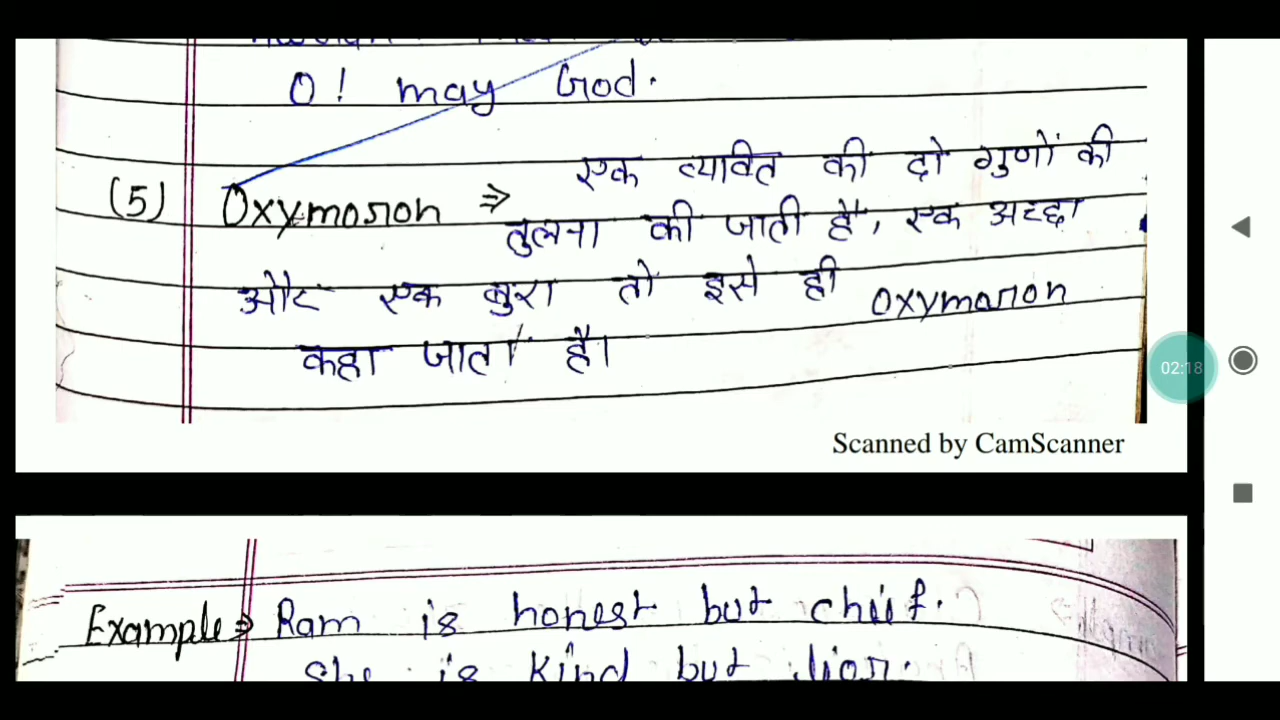 O! may God.
एक व्यक्ति की दो गुणों की
(5) Oxymoron ⇒
तुलना की जाती है, एक अच्छा
और एक बुरा तो इसे ही oxymoron
कहा जाता है।
Scanned by CamScanner
02:18
Example ⇒ Ram is honest but chief.
she is kind but lior.